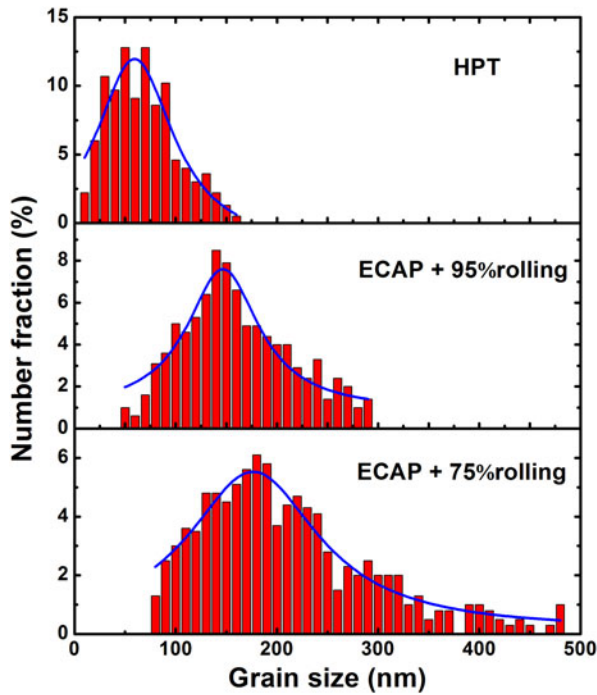 15
HPT
10
5
0
8
ECAP + 95%rolling
6
4
2
0
6
ECAP + 75%rolling
4
2
0
0 100 200 300 400 500
Number fraction (%)
Grain size (nm)